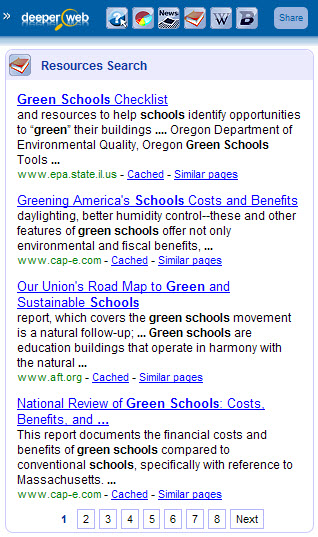 » deeperweb News W B Share
Resources Search
Green Schools Checklist
and resources to help schools identify opportunities
to "green" their buildings .... Oregon Department of
Environmental Quality, Oregon Green Schools
Tools ...
www.epa.state.il.us - Cached - Similar pages
Greening America's Schools Costs and Benefits
daylighting, better humidity control--these and other
features of green schools offer not only
environmental and fiscal benefits, ...
www.cap-e.com - Cached - Similar pages
Our Union's Road Map to Green and
Sustainable Schools
report, which covers the green schools movement
is a natural follow-up; ... Green schools are
education buildings that operate in harmony with
the natural ...
www.aft.org - Cached - Similar pages
National Review of Green Schools: Costs,
Benefits, and ...
This report documents the financial costs and
benefits of green schools compared to
conventional schools, specifically with reference to
Massachusetts. ...
www.cap-e.com - Cached - Similar pages
1 2 3 4 5 6 7 8 Next